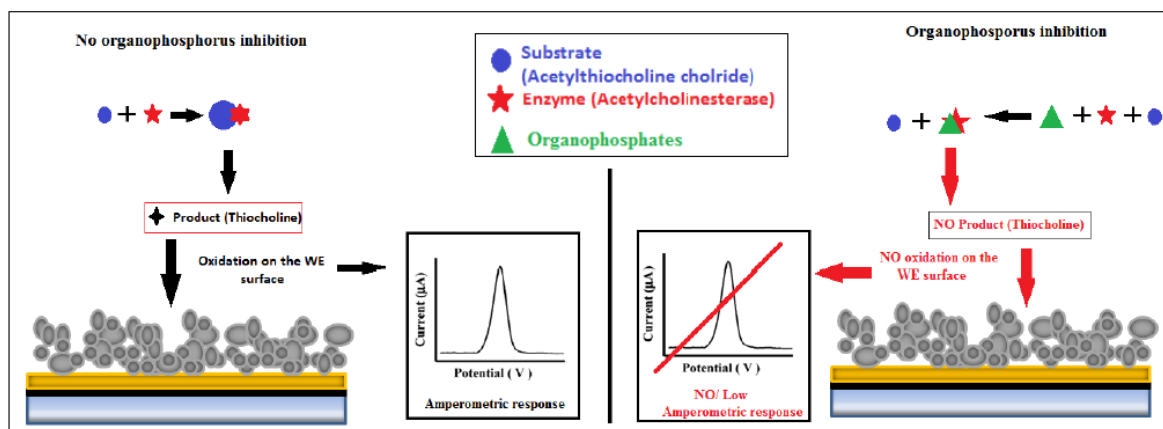 No organophosphorus inhibition
Substrate
(Acetylthiocholine cholride)
Enzyme (Acetylcholinesterase)
Organophosphates
Organosporus inhibition
+
+
+
+
Product (Thiocholine)
Oxidation on the WE
surface
Current (µA)
Potential ( V )
Amperometric response
NO Product (Thiocholine)
NO oxidation on the
WE surface
Current (µA)
Potential ( V )
NO/ Low
Amperometric response